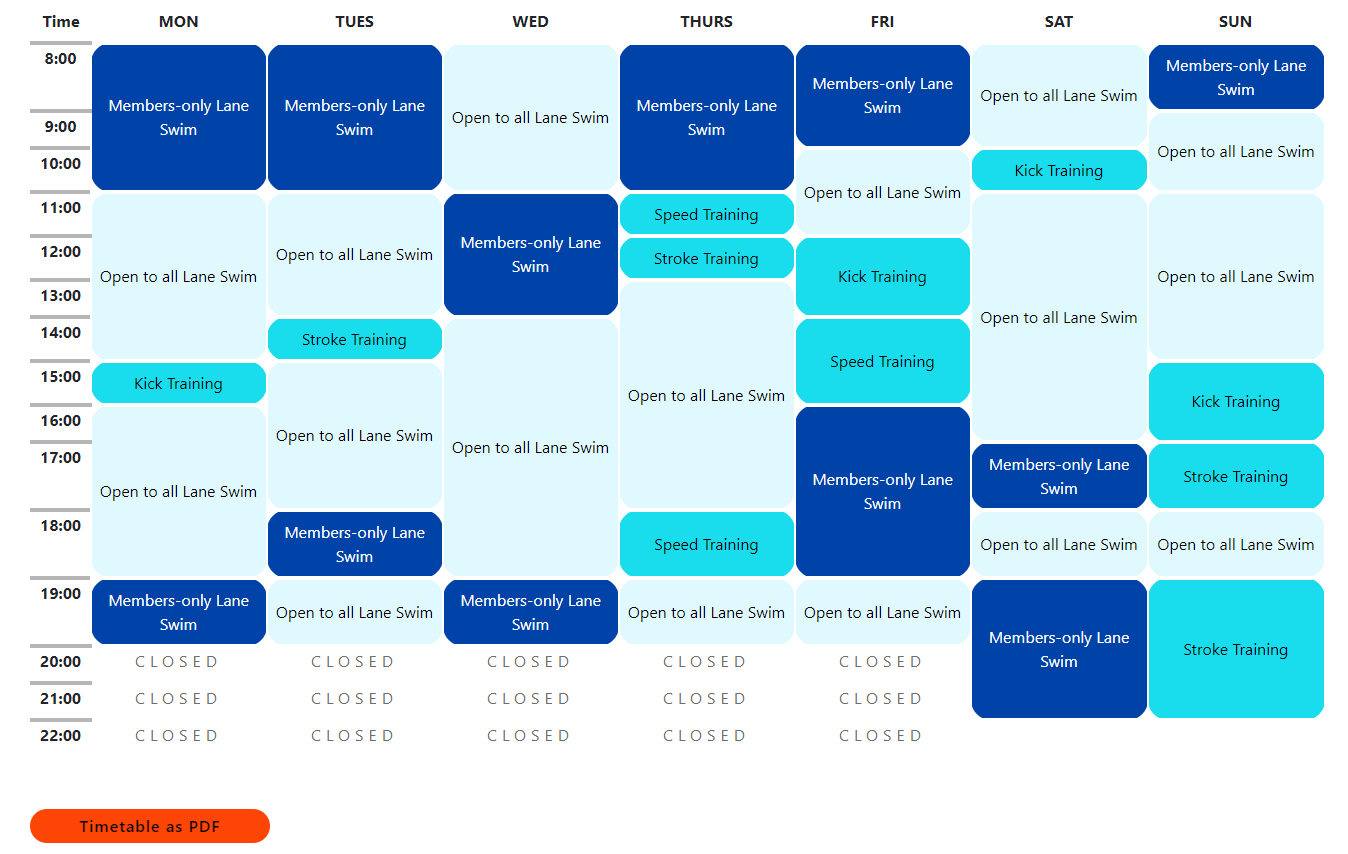 Time MON TUES WED THURS FRI SAT SUN
8:00
Members-only Lane
Swim
Members-only Lane
Swim
Open to all Lane Swim
Members-only Lane
Swim
Members-only Lane
Swim
Open to all Lane Swim
Members-only Lane
Swim
9:00
Open to all Lane Swim
10:00
Open to all Lane Swim
Kick Training
11:00
Open to all Lane Swim
Open to all Lane Swim
Members-only Lane
Swim
Speed Training
Open to all Lane Swim
Open to all Lane Swim
12:00
Stroke Training
Kick Training
13:00
Open to all Lane Swim
14:00
Stroke Training
Open to all Lane Swim
Speed Training
15:00
Kick Training
Open to all Lane Swim
Kick Training
16:00
Open to all Lane Swim
Members-only Lane
Swim
17:00
Members-only Lane
Swim
Stroke Training
18:00
Members-only Lane
Swim
Speed Training
Open to all Lane Swim
Open to all Lane Swim
19:00
Members-only Lane
Swim
Open to all Lane Swim
Members-only Lane
Swim
Open to all Lane Swim
Open to all Lane Swim
Members-only Lane
Swim
Stroke Training
20:00 CLOSED CLOSED CLOSED CLOSED CLOSED
21:00 CLOSED CLOSED CLOSED CLOSED CLOSED
22:00 CLOSED CLOSED CLOSED CLOSED CLOSED
Timetable as PDF